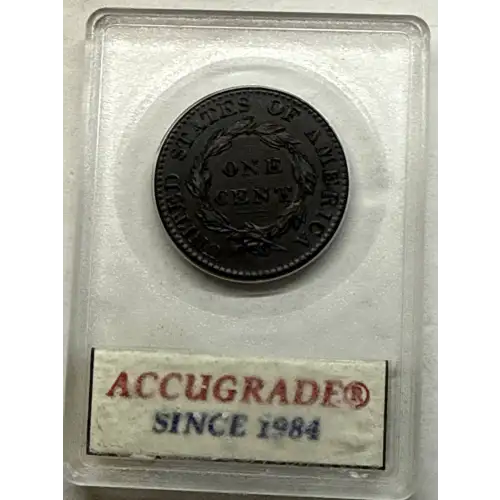 UNITED STATES OF AMERICA
ONE
CENT
ACCUGRADE®
SINCE 1984